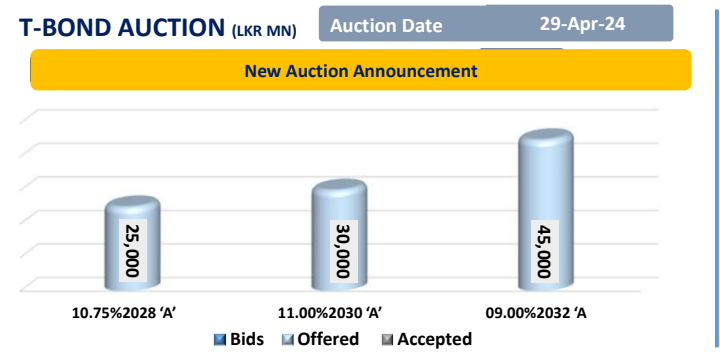 T-BOND AUCTION (LKR MN) Auction Date 29-Apr-24
New Auction Announcement
25,000 30,000 45,000
10.75%2028 ‘A’ 11.00%2030 ‘A’ 09.00%2032 ‘A
Bids Offered Accepted